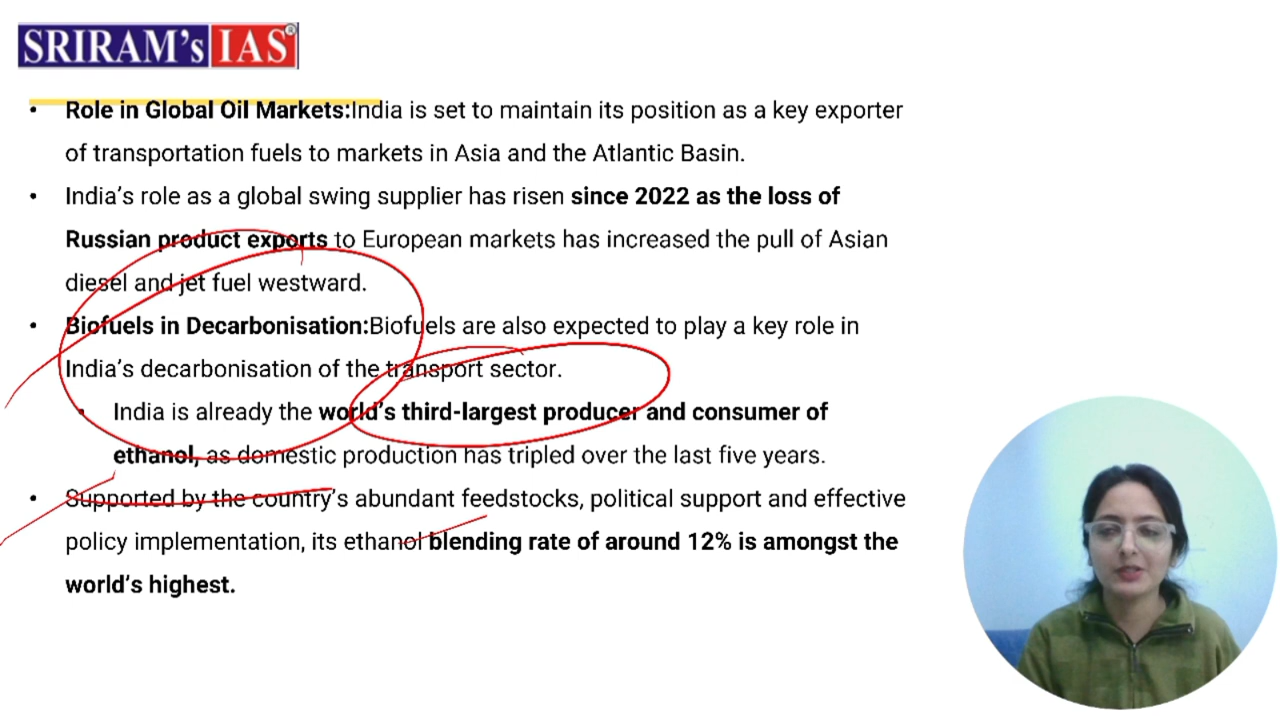 SRIRAM's IAS®
• Role in Global Oil Markets:India is set to maintain its position as a key exporter
of transportation fuels to markets in Asia and the Atlantic Basin.
• India's role as a global swing supplier has risen since 2022 as the loss of
Russian product exports to European markets has increased the pull of Asian
diesel and jet fuel westward.
• Biofuels in Decarbonisation:Biofuels are also expected to play a key role in
India's decarbonisation of the transport sector.
• India is already the world's third-largest producer and consumer of
ethanol, as domestic production has tripled over the last five years.
• Supported by the country's abundant feedstocks, political support and effective
policy implementation, its ethanol blending rate of around 12% is amongst the
world's highest.